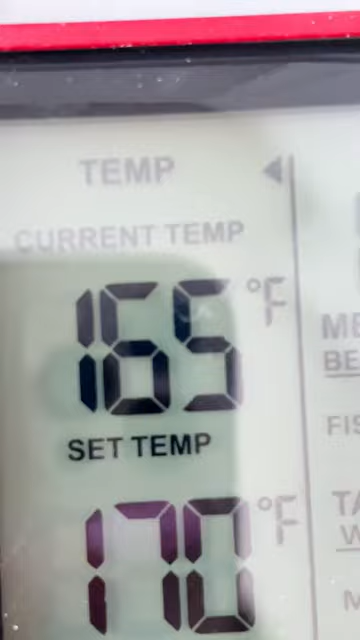 TEMP
CURRENT TEMP
165 °F
SET TEMP
170 °F